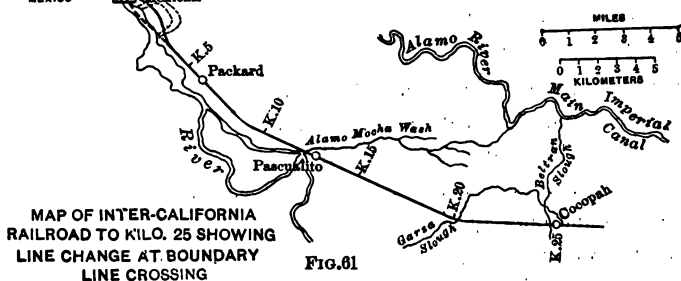 MEXICO
MILES
0 1 2 3 4 5
0 1 2 3 4 5
KILOMETERS
Alamo River
K.5
Packard
K.10
Main Imperial Canal
River
Alamo Mocha Wash
Pascualito
K.15
Beltran Slough
K.20
Garza Slough
Cocopah
K.25
MAP OF INTER-CALIFORNIA
RAILROAD TO KILO. 25 SHOWING
LINE CHANGE AT BOUNDARY
LINE CROSSING
FIG.61